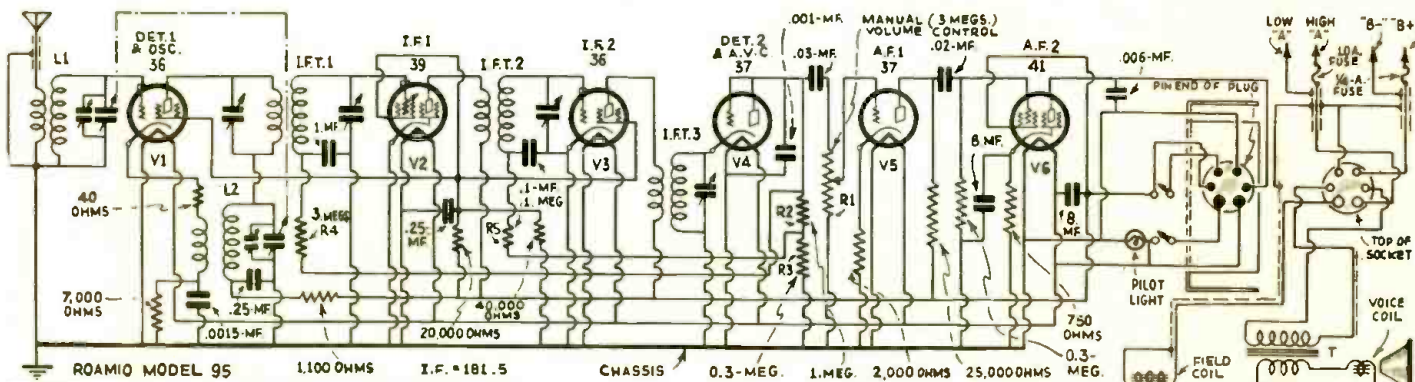 .001-MF.
MANUAL (3 MEGS.)
VOLUME CONTROL
LOW "A"
HIGH "A"
"B-" "B+
10A. FUSE
1/4-A. FUSE
DET.1
& OSC.
36
I.F.1
39
I.F.2
36
DET.2
& A.V.C.
37
.03-MF.
A.F.1
37
.02-MF.
A.F.2
41
.006-MF.
PIN END OF PLUG
L1
I.F.T.1
I.F.T.2
I.F.T.3
.1 MF.
V1
V2
V3
V4
V5
V6
8-MF.
8-MF.
40
OHMS
L2
3 MEGS.
R4
.25-MF.
R5
.1-MF.
.1 MEG.
R2
R1
R3
TOP OF SOCKET
PILOT LIGHT
7,000
OHMS
.25-MF.
.0015-MF.
40,000
OHMS
20,000 OHMS
750
OHMS
VOICE COIL
T
FIELD COIL
ROAMIO MODEL 95
1,100 OHMS
I.F.=181.5
CHASSIS
0.3-MEG.
1.MEG.
2,000 OHMS
25,000 OHMS
0.3-
MEG.